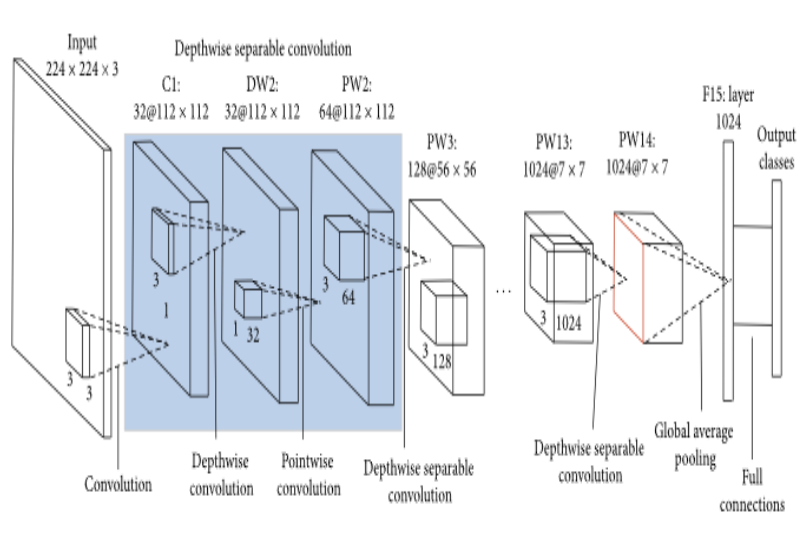 Input
224 × 224 × 3
Depthwise separable convolution
C1:
32@112 × 112
DW2:
32@112 × 112
PW2:
64@112 × 112
PW3:
128@56 × 56
PW13:
1024@7 × 7
PW14:
1024@7 × 7
F15: layer
1024
Output
classes
3
1
3
3
1
32
3
64
3
128
...
3
1024
Convolution
Depthwise
convolution
Pointwise
convolution
Depthwise separable
convolution
Depthwise separable
convolution
Global average
pooling
Full
connections